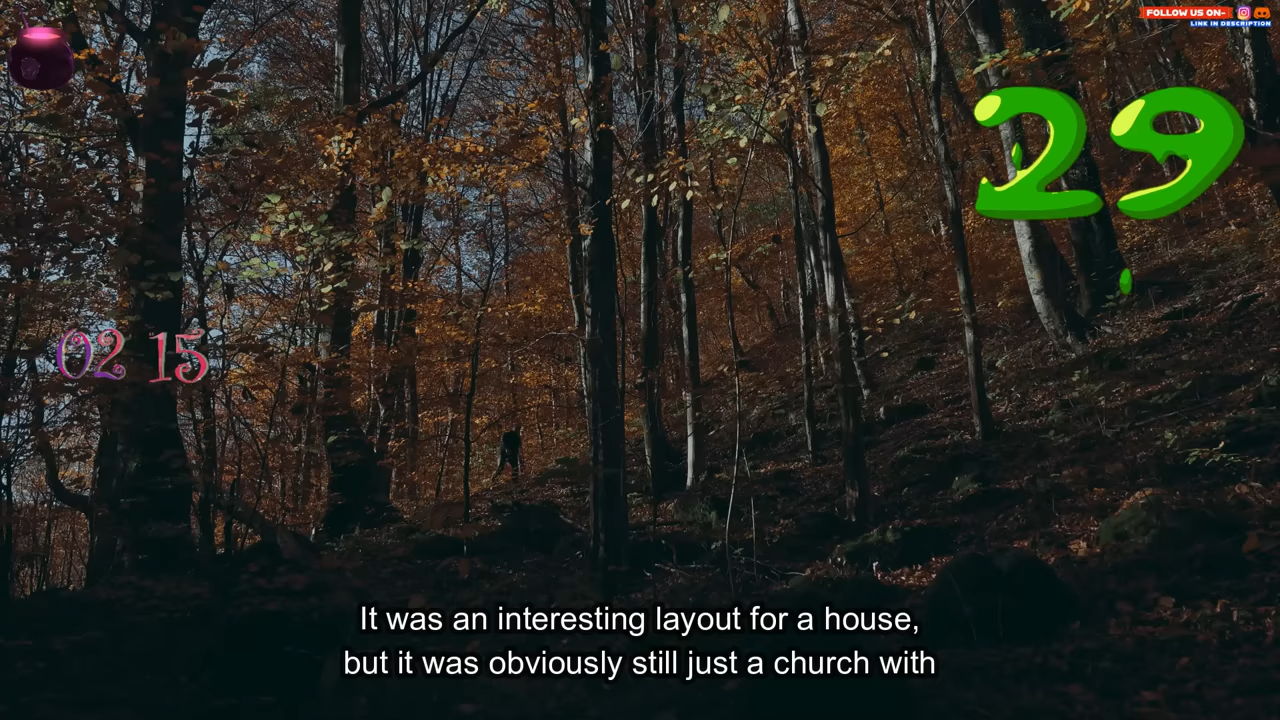 FOLLOW US ON-
LINK IN DESCRIPTION
29
02 15
It was an interesting layout for a house,
but it was obviously still just a church with